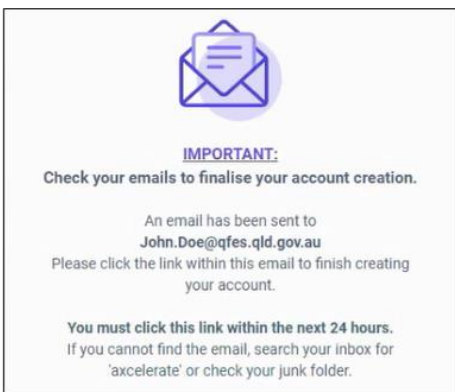 IMPORTANT:
Check your emails to finalise your account creation.
An email has been sent to
John.Doe@qfes.qld.gov.au
Please click the link within this email to finish creating
your account.
You must click this link within the next 24 hours.
If you cannot find the email, search your inbox for
'axcelerate' or check your junk folder.